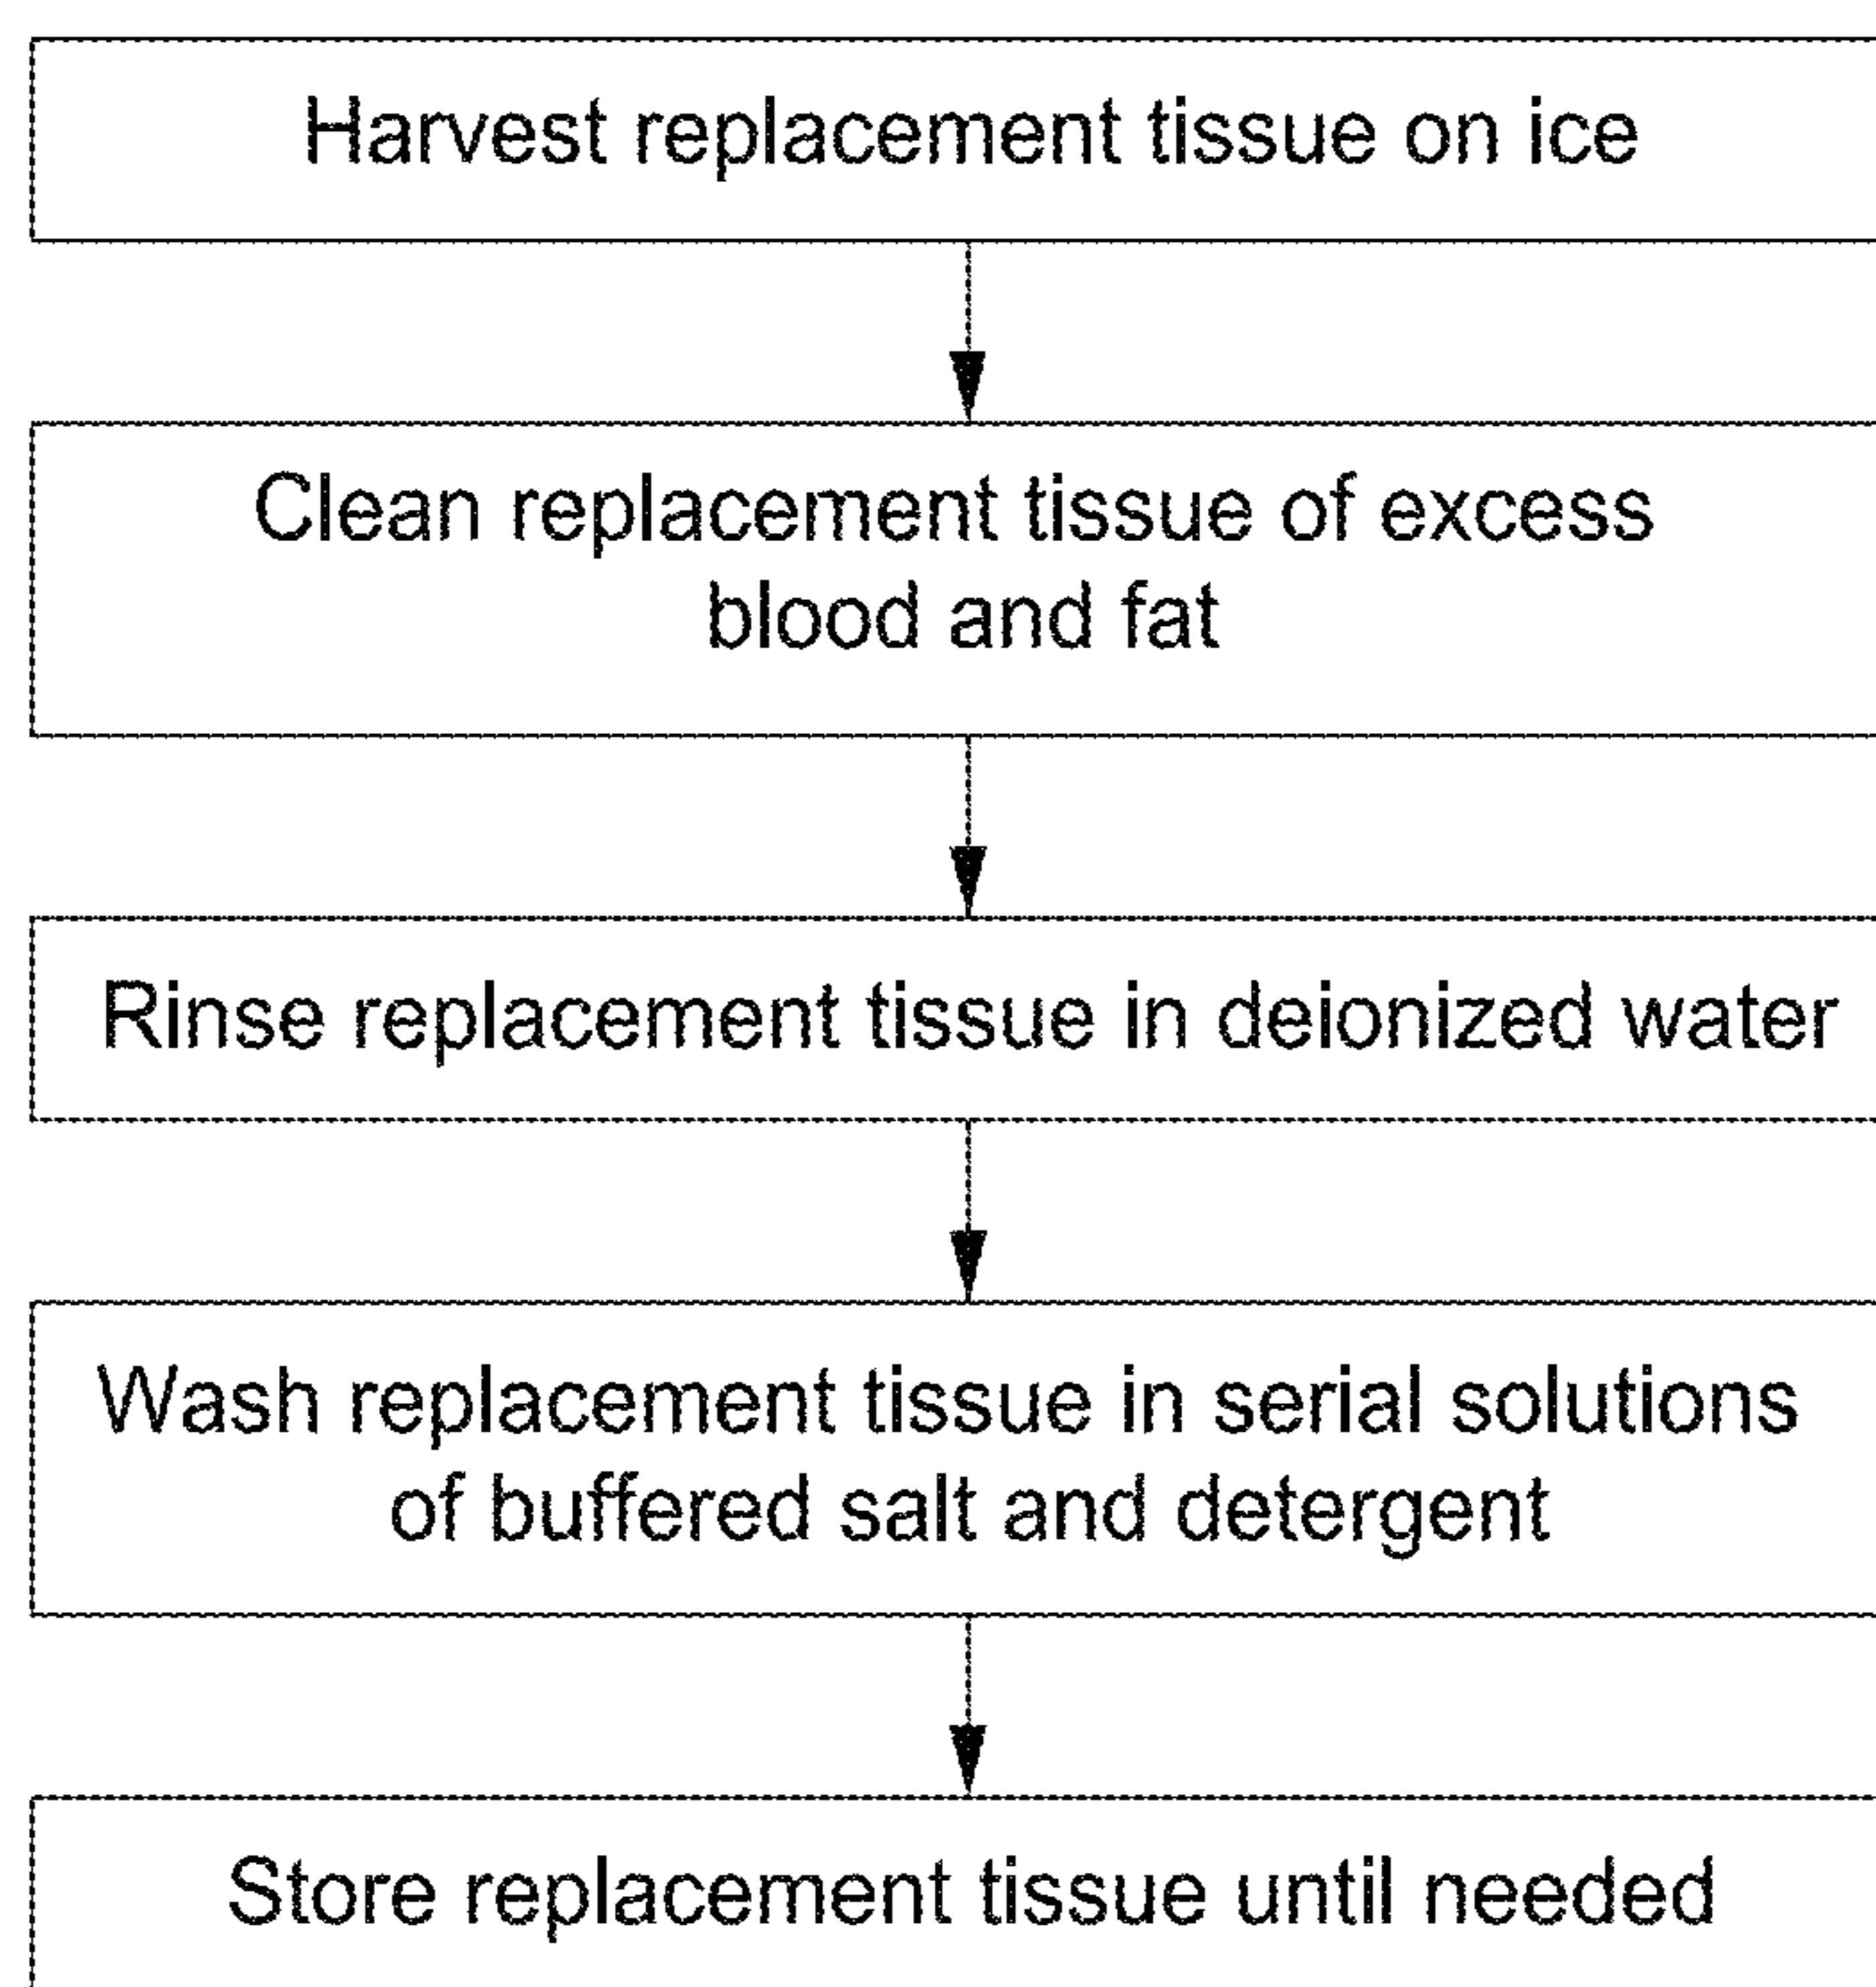 Harvest replacement tissue on ice
Clean replacement tissue of excess
blood and fat
Rinse replacement tissue in deionized water
Wash replacement tissue in serial solutions
of buffered salt and detergent
Store replacement tissue until needed